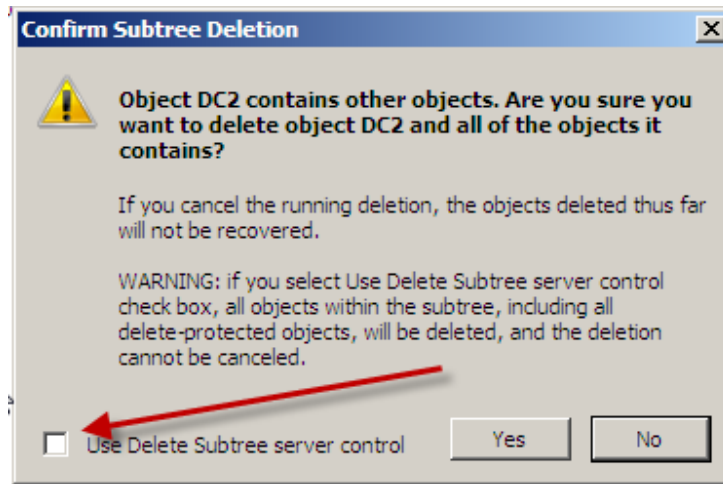 Confirm Subtree Deletion
Object DC2 contains other objects. Are you sure you
want to delete object DC2 and all of the objects it
contains?
If you cancel the running deletion, the objects deleted thus far
will not be recovered.
WARNING: if you select Use Delete Subtree server control
check box, all objects within the subtree, including all
delete-protected objects, will be deleted, and the deletion
cannot be canceled.
Use Delete Subtree server control
Yes
No